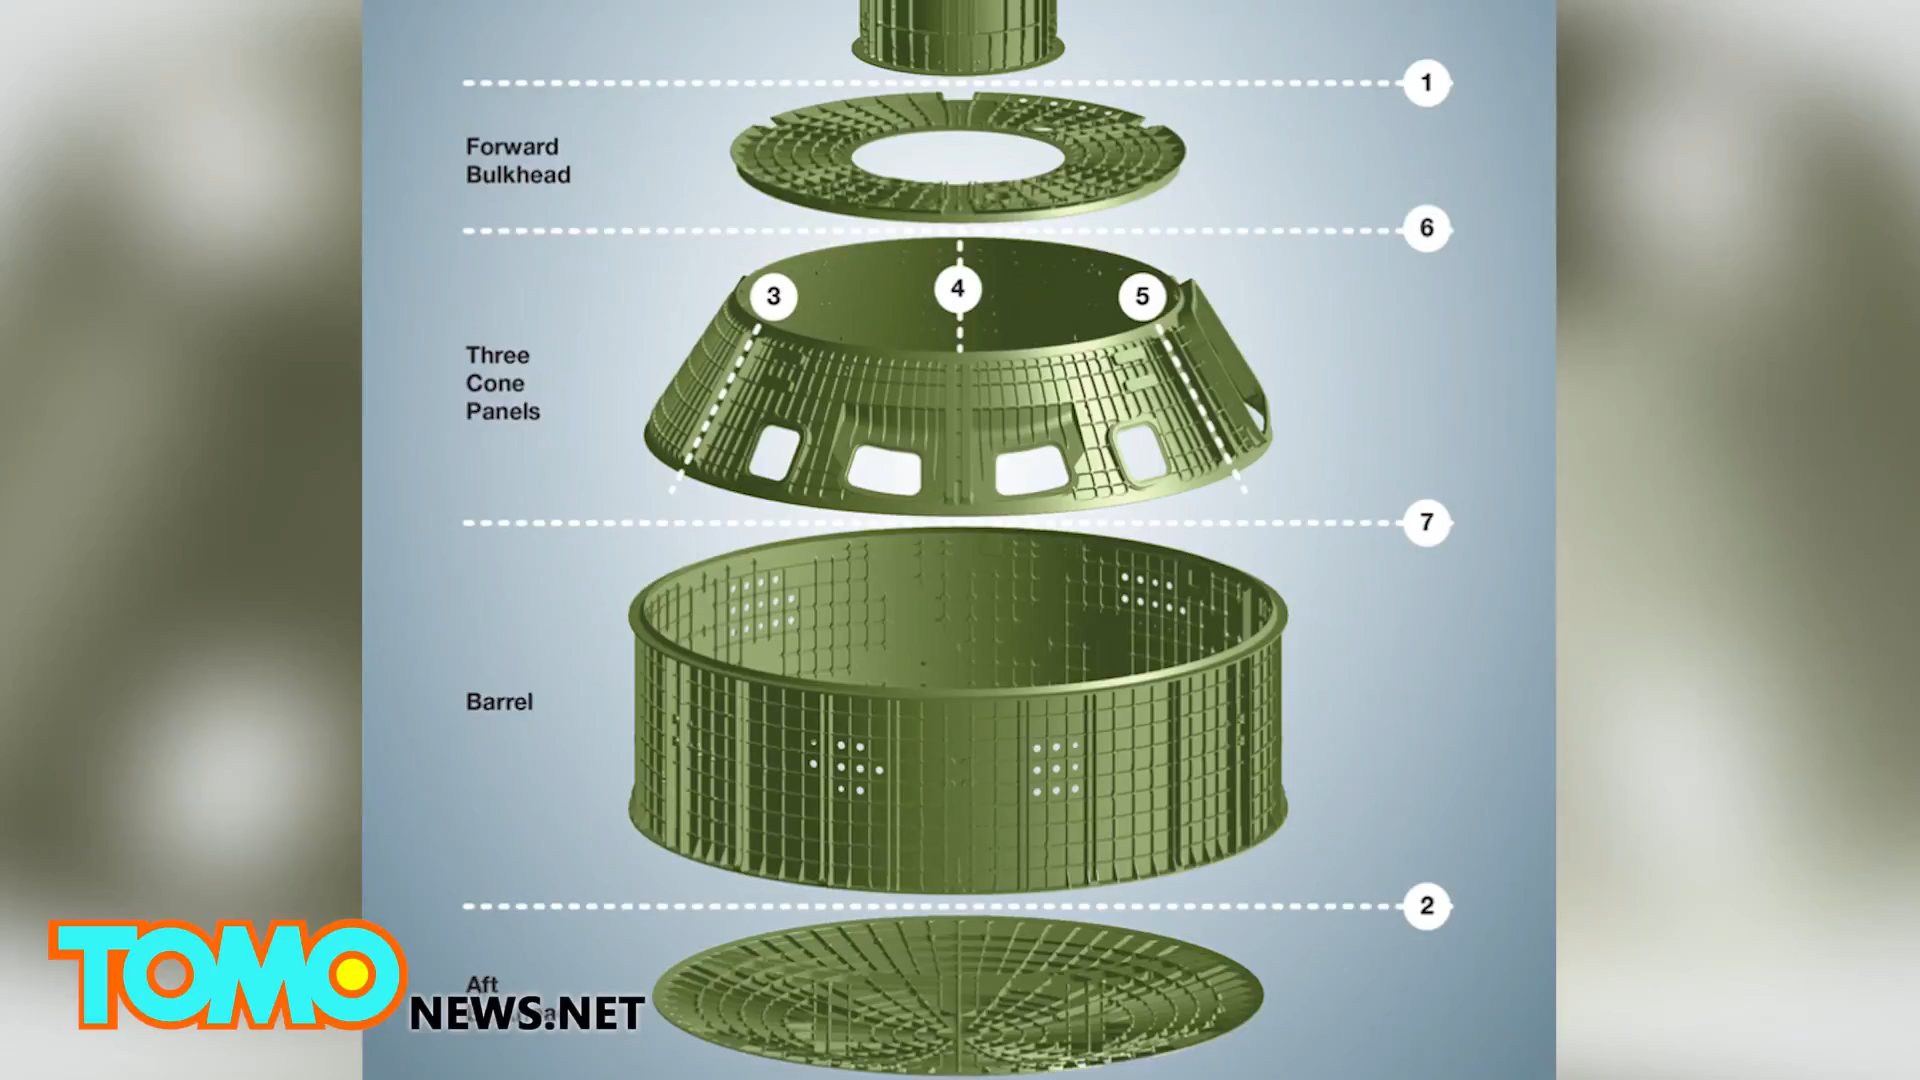 1
Forward
Bulkhead
6
3
4
5
Three
Cone
Panels
7
Barrel
2
Aft
TOMO
NEWS.NET